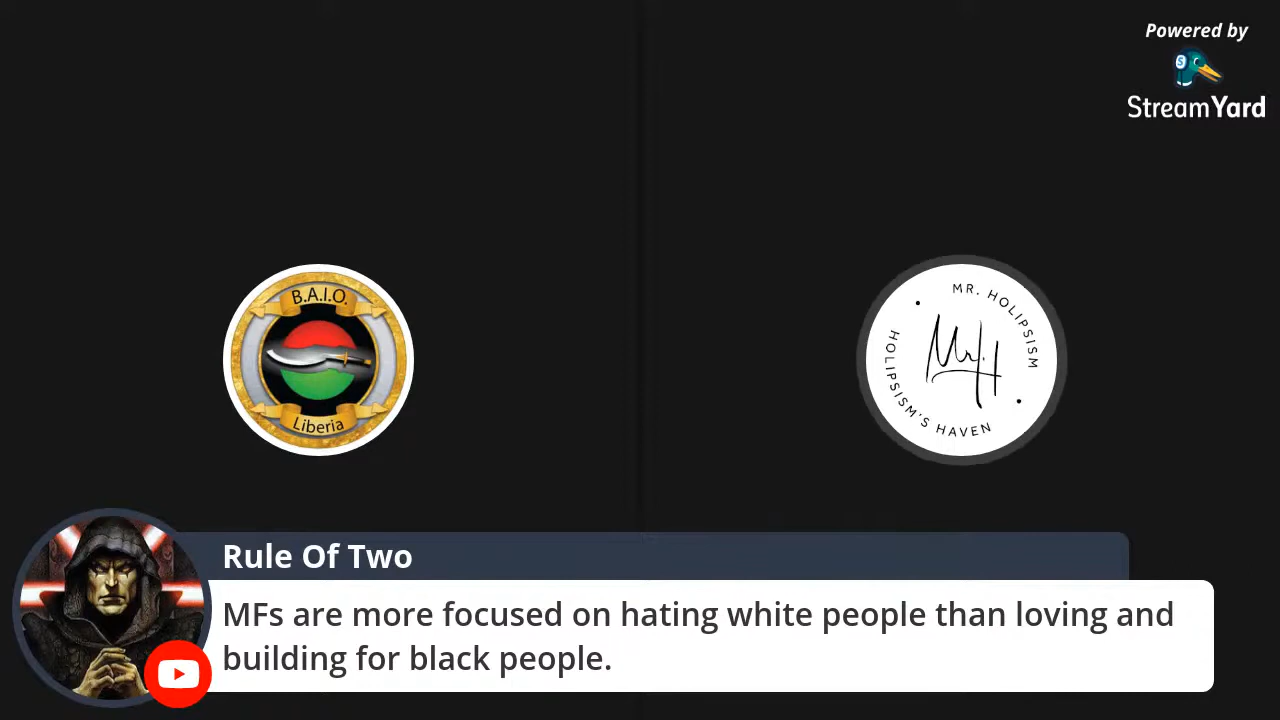 Powered by
StreamYard
B.A.I.O.
Liberia
MR. HOLIPSISM
Mr. H
HOLIPSISM'S HAVEN
Rule Of Two
MFs are more focused on hating white people than loving and
building for black people.